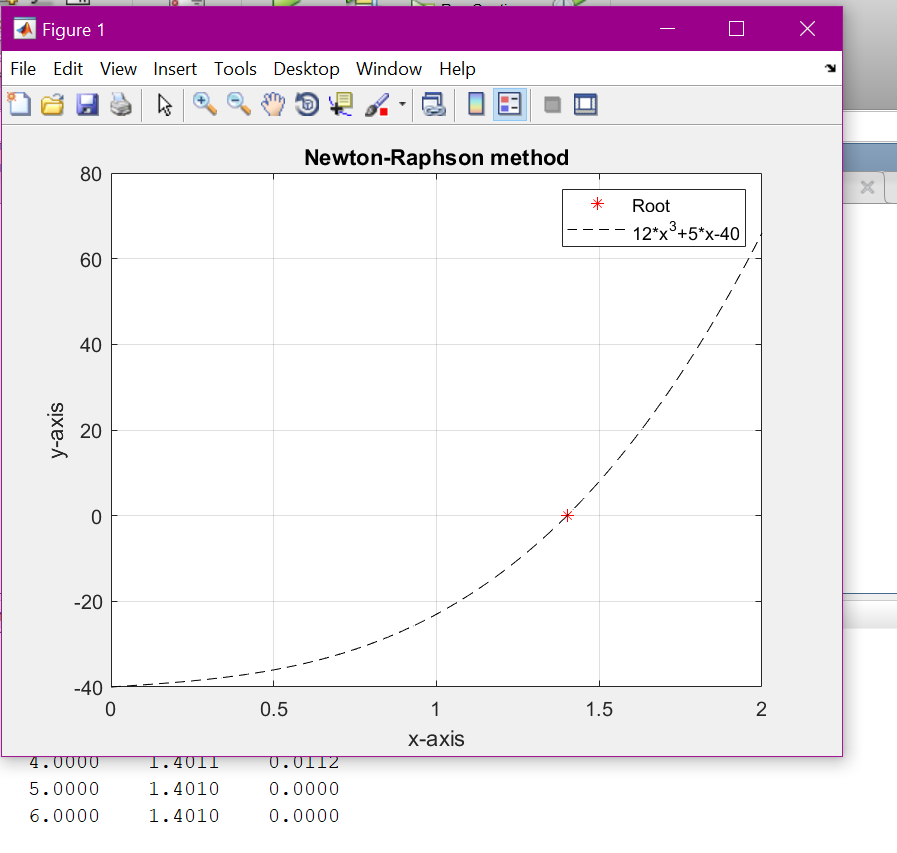 Figure 1
File Edit View Insert Tools Desktop Window Help
Newton-Raphson method
80
60
40
20
0
-20
-40
y-axis
Root
12*x^3+5*x-40
0 0.5 1 1.5 2
x-axis
4.0000 1.4011 0.0112
5.0000 1.4010 0.0000
6.0000 1.4010 0.0000